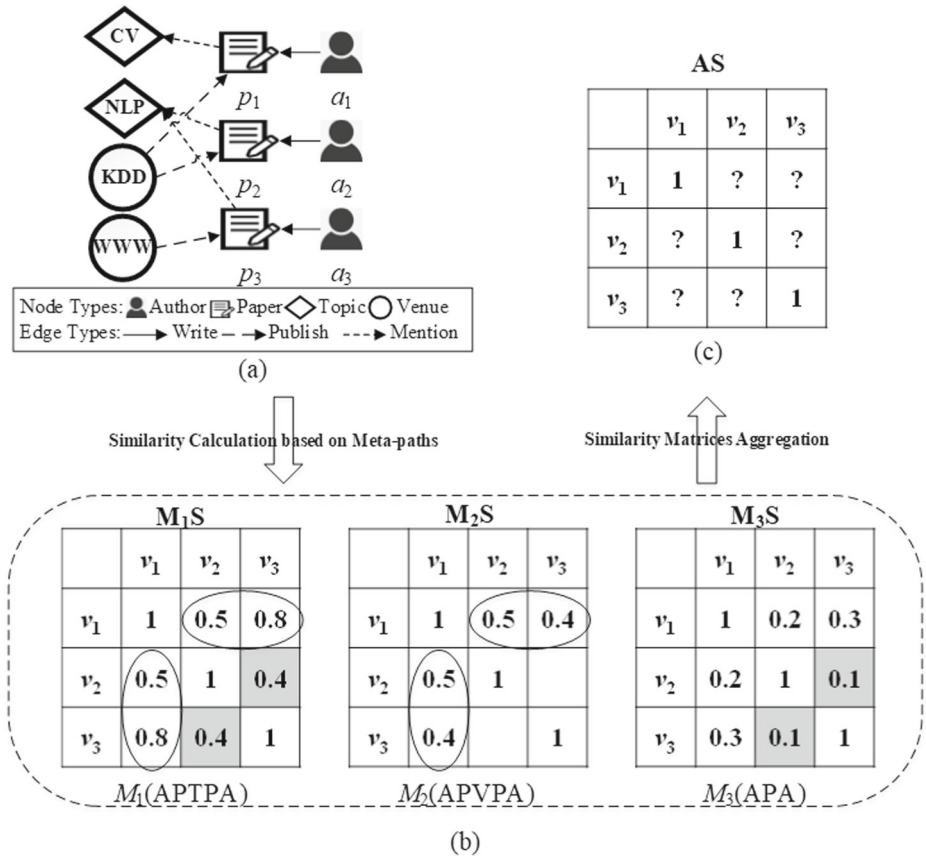 CV
p1
a1
NLP
KDD
p2
a2
WWW
p3
a3
Node Types: Author Paper Topic Venue
Edge Types: Write Publish Mention
(a)
AS
v1 v2 v3
v1 1 ? ?
v2 ? 1 ?
v3 ? ? 1
(c)
Similarity Calculation based on Meta-paths
Similarity Matrices Aggregation
M1S
v1 v2 v3
v1 1 0.5 0.8
v2 0.5 1 0.4
v3 0.8 0.4 1
M1(APTPA)
M2S
v1 v2 v3
v1 1 0.5 0.4
v2 0.5 1
v3 0.4 1
M2(APVPA)
M3S
v1 v2 v3
v1 1 0.2 0.3
v2 0.2 1 0.1
v3 0.3 0.1 1
M3(APA)
(b)